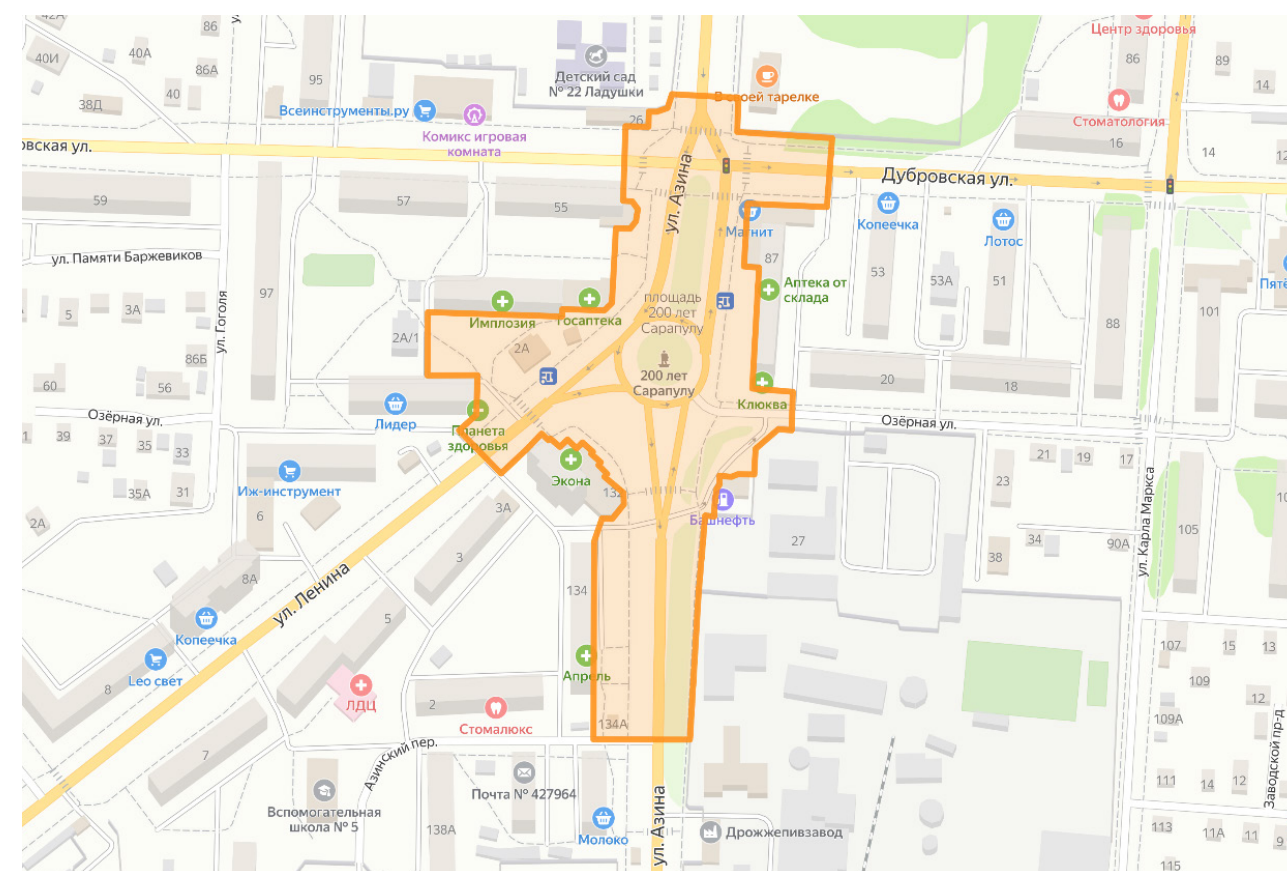 42А
86
40И
40А
86А
95
40
38Д
Детский сад
№ 22 Ладушки
В своей тарелке
Центр здоровья
86
89
14
Всеинструменты.ру
Комикс игровая
комната
26
Стоматология
16
14
12
овская ул.
ул. Азина
Дубровская ул.
59
57
55
Магнит
Копеечка
Лотос
ул. Памяти Баржевиков
87
53
53А
51
Пятё
97
ул. Гоголя
Аптека от
склада
площадь
200 лет
Сарапулу
5
3А
Имплозия
Госаптека
101
2А/1
2А
88
86Б
200 лет
Сарапулу
60
56
20
18
Озёрная ул.
Лидер
Клюква
Озёрная ул.
39
37
35
33
Планета
здоровья
21
19
17
Иж-инструмент
Экона
35А
31
132
23
ул. Карла Маркса
6
3А
Башнефть
2А
27
34
90А
105
3
38
8А
ул. Ленина
134
5
Копеечка
107
15
13
Leo свет
8
ЛДЦ
Апрель
109
2
12
Стомалюкс
134А
109А
7
Азинский пер.
Заводской пр-д
Почта № 427964
111
14
12
Вспомогательная
школа № 5
138А
Молоко
ул. Азина
Дрожжепивзавод
113
11А
11
9
115